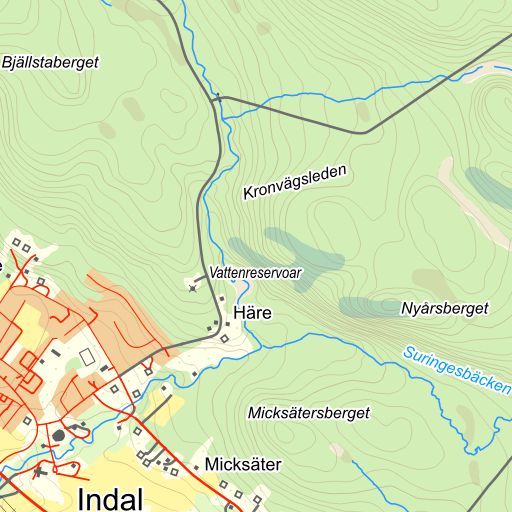 Bjällstaberget
Kronvägsleden
Vattenreservoar
Häre
Nyårsberget
Suringesbäcken
Micksätersberget
Micksäter
Indal